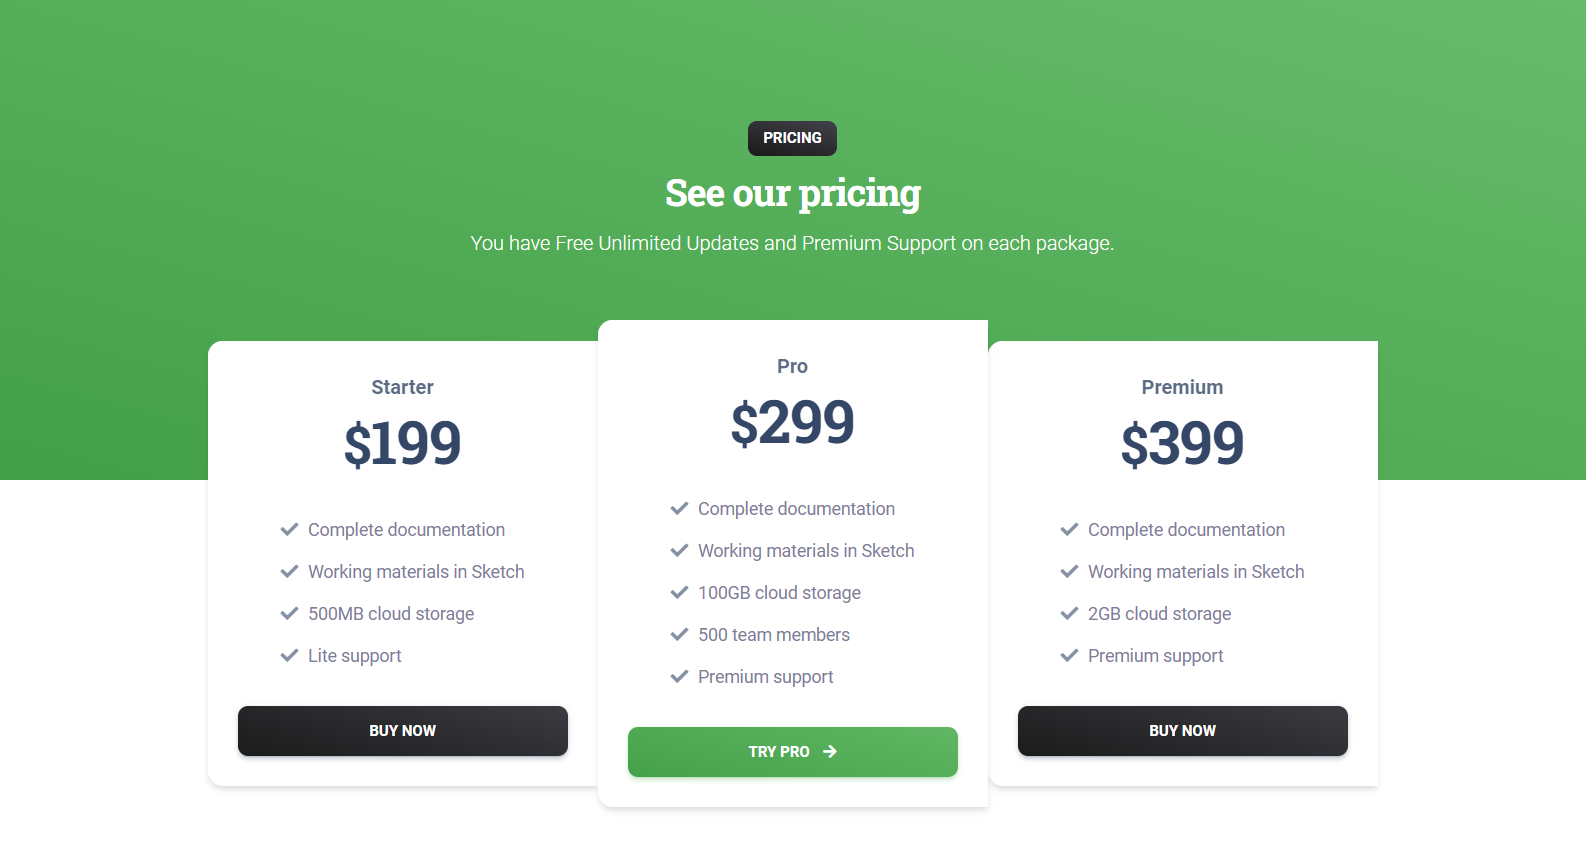 PRICING
See our pricing
You have Free Unlimited Updates and Premium Support on each package.
Starter
$199
Complete documentation
Working materials in Sketch
500MB cloud storage
Lite support
BUY NOW
Pro
$299
Complete documentation
Working materials in Sketch
100GB cloud storage
500 team members
Premium support
TRY PRO
Premium
$399
Complete documentation
Working materials in Sketch
2GB cloud storage
Premium support
BUY NOW